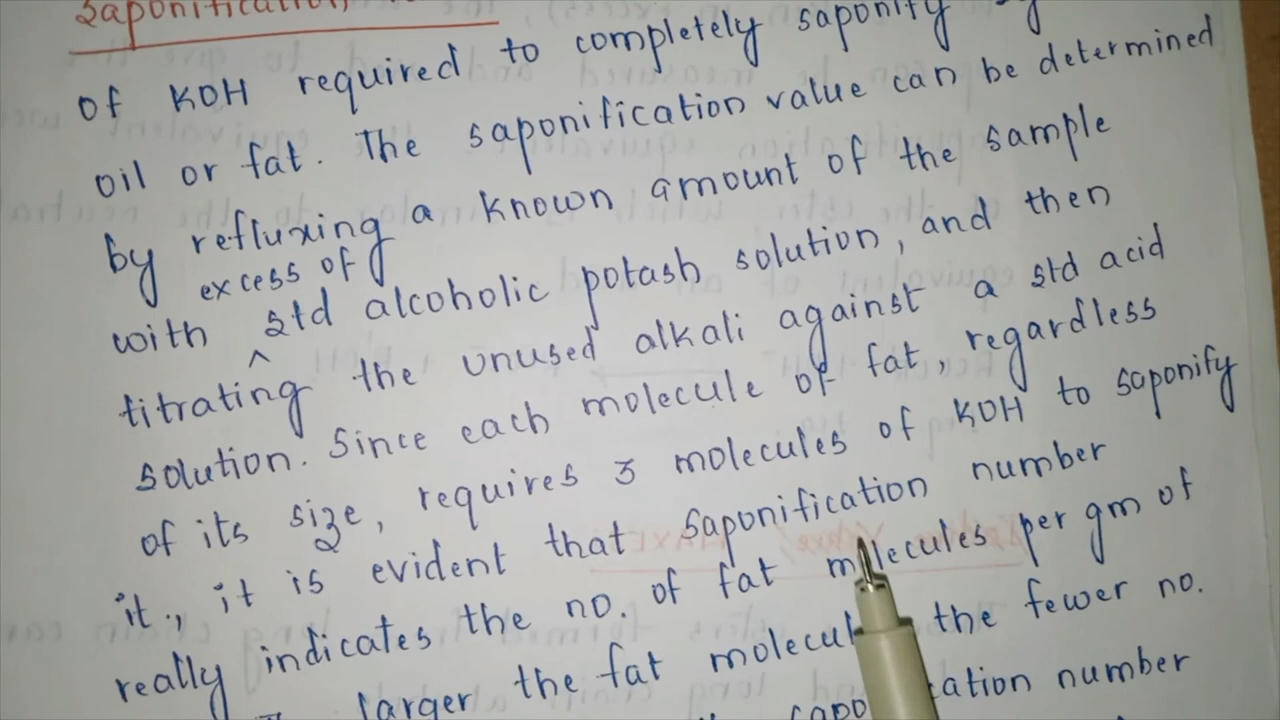 Saponification
of KOH required to completely saponify
oil or fat. The saponification value can be determined
by refluxing a known amount of the sample
excess of
with ^ std alcoholic potash solution, and then
titrating the unused alkali against a std acid
solution. Since each molecule of fat, regardless
of its size, requires 3 molecules of KOH to saponify
it., it is evident that saponification number
really indicates the no. of fat molecules per gm of
larger the fat molecul the fewer no.
cation number